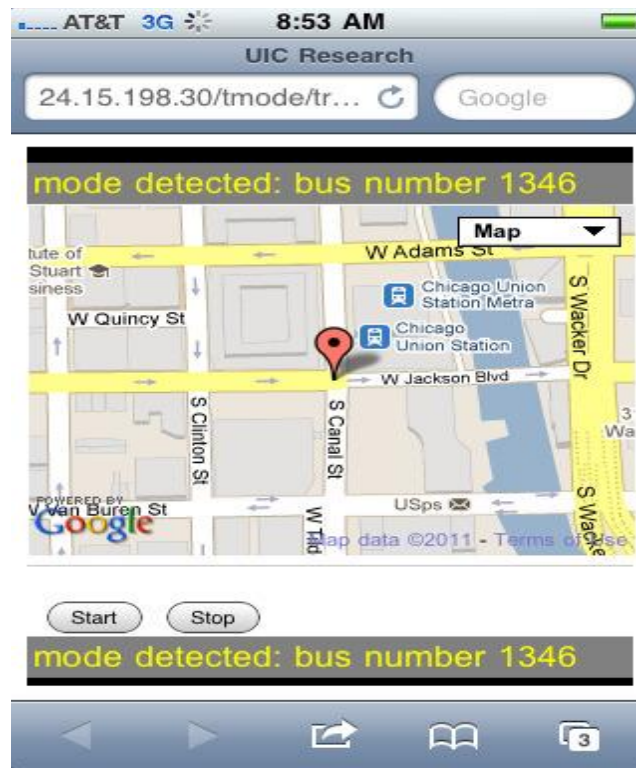 AT&T 3G 8:53 AM
UIC Research
24.15.198.30/tmode/tr... Google
mode detected: bus number 1346
Map
W Adams St
tute of
Stuart
siness
Chicago Union
Station Metra
W Quincy St
Chicago
Union Station
S Wacker Dr
W Jackson Blvd
S Clinton St
S Canal St
3
Wa
POWERED BY
Google
Van Buren St
USps
S Wacke
Map data ©2011 - Terms of Use
Start Stop
mode detected: bus number 1346
3